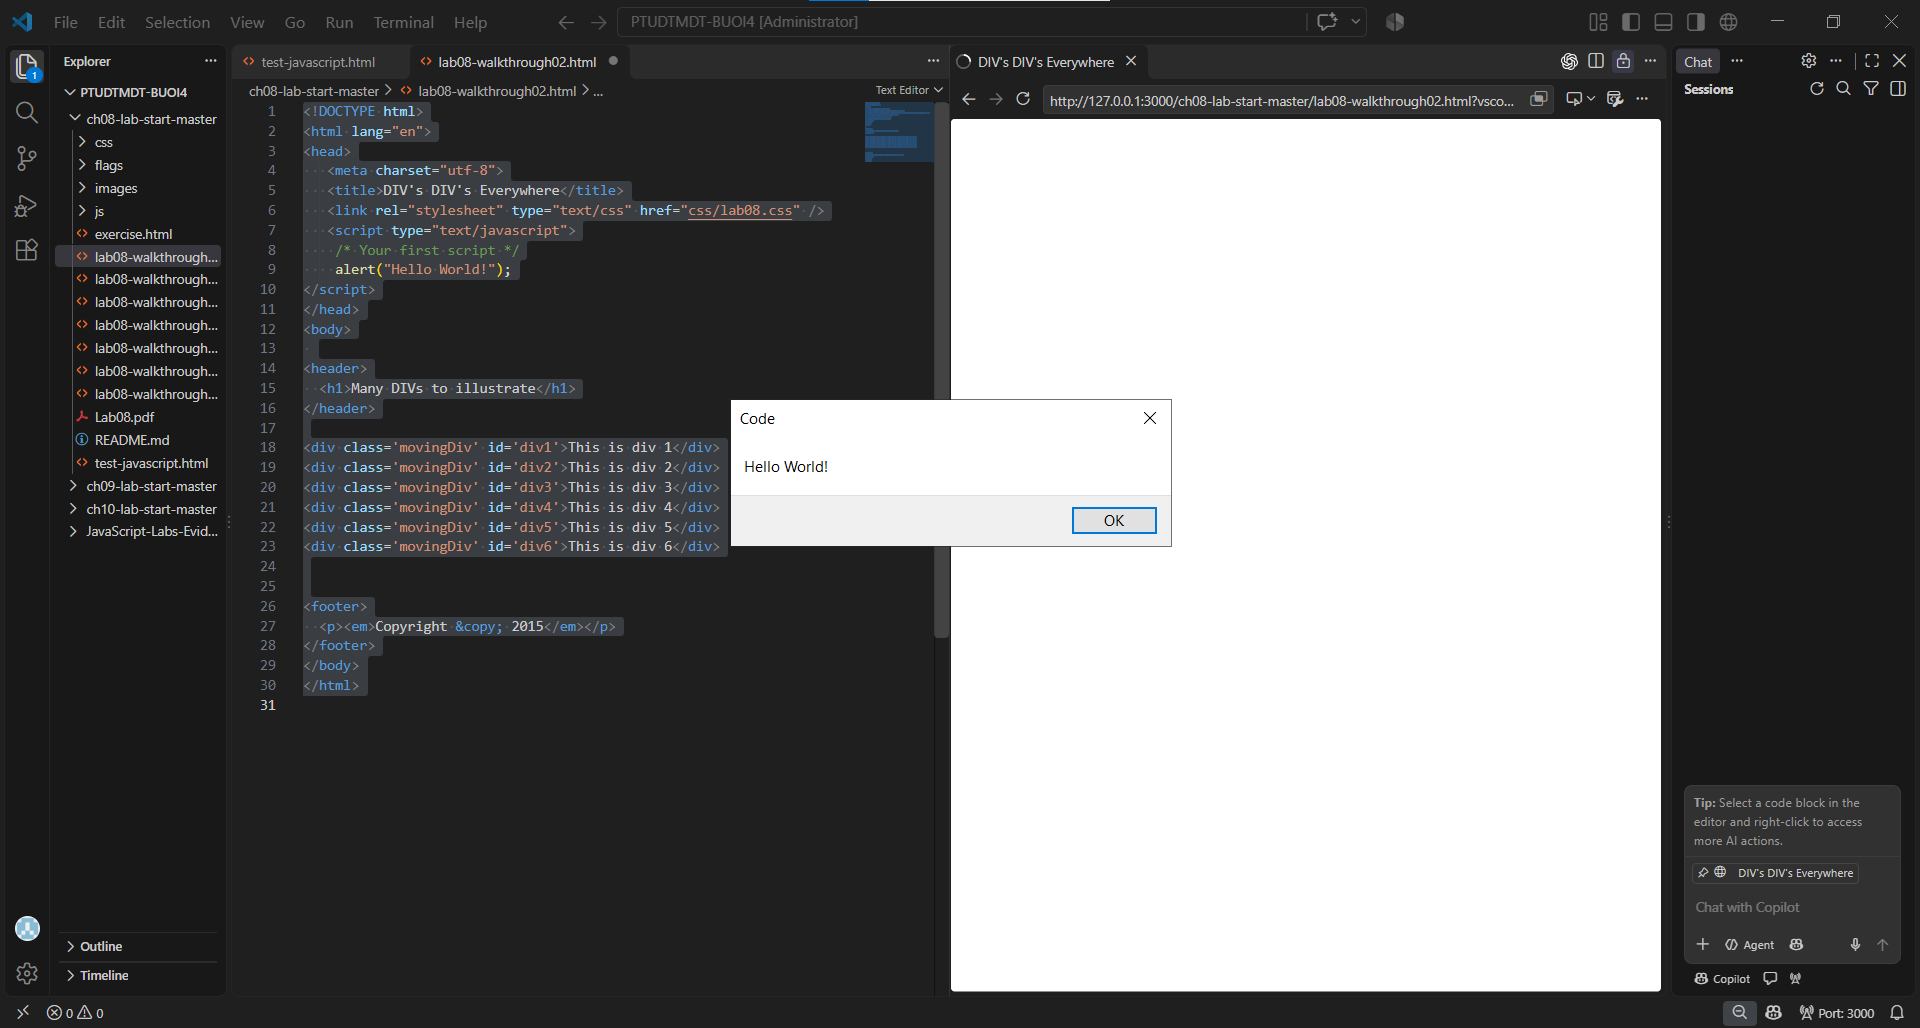 File Edit Selection View Go Run Terminal Help
PTUDTMDT-BUOI4 [Administrator]
Explorer
1
PTUDTMDT-BUOI4
ch08-lab-start-master
css
flags
images
js
exercise.html
lab08-walkthrough...
lab08-walkthrough...
lab08-walkthrough...
lab08-walkthrough...
lab08-walkthrough...
lab08-walkthrough...
lab08-walkthrough...
Lab08.pdf
README.md
test-javascript.html
ch09-lab-start-master
ch10-lab-start-master
JavaScript-Labs-Evid...
Outline
Timeline
test-javascript.html
lab08-walkthrough02.html
ch08-lab-start-master > lab08-walkthrough02.html > ...
Text Editor
1 <!DOCTYPE html>
2 <html lang="en">
3 <head>
4 <meta charset="utf-8">
5 <title>DIV's DIV's Everywhere</title>
6 <link rel="stylesheet" type="text/css" href="css/lab08.css" />
7 <script type="text/javascript">
8 /* Your first script */
9 alert("Hello World!");
10 </script>
11 </head>
12 <body>
13
14 <header>
15 <h1>Many DIVs to illustrate</h1>
16 </header>
17
18 <div class='movingDiv' id='div1'>This is div 1</div>
19 <div class='movingDiv' id='div2'>This is div 2</div>
20 <div class='movingDiv' id='div3'>This is div 3</div>
21 <div class='movingDiv' id='div4'>This is div 4</div>
22 <div class='movingDiv' id='div5'>This is div 5</div>
23 <div class='movingDiv' id='div6'>This is div 6</div>
24
25
26 <footer>
27 <p><em>Copyright &copy; 2015</em></p>
28 </footer>
29 </body>
30 </html>
31
DIV's DIV's Everywhere
http://127.0.0.1:3000/ch08-lab-start-master/lab08-walkthrough02.html?vsco...
Code
Hello World!
OK
Chat
Sessions
Tip: Select a code block in the
editor and right-click to access
more AI actions.
DIV's DIV's Everywhere
Chat with Copilot
Agent
Copilot
0 0
Port: 3000